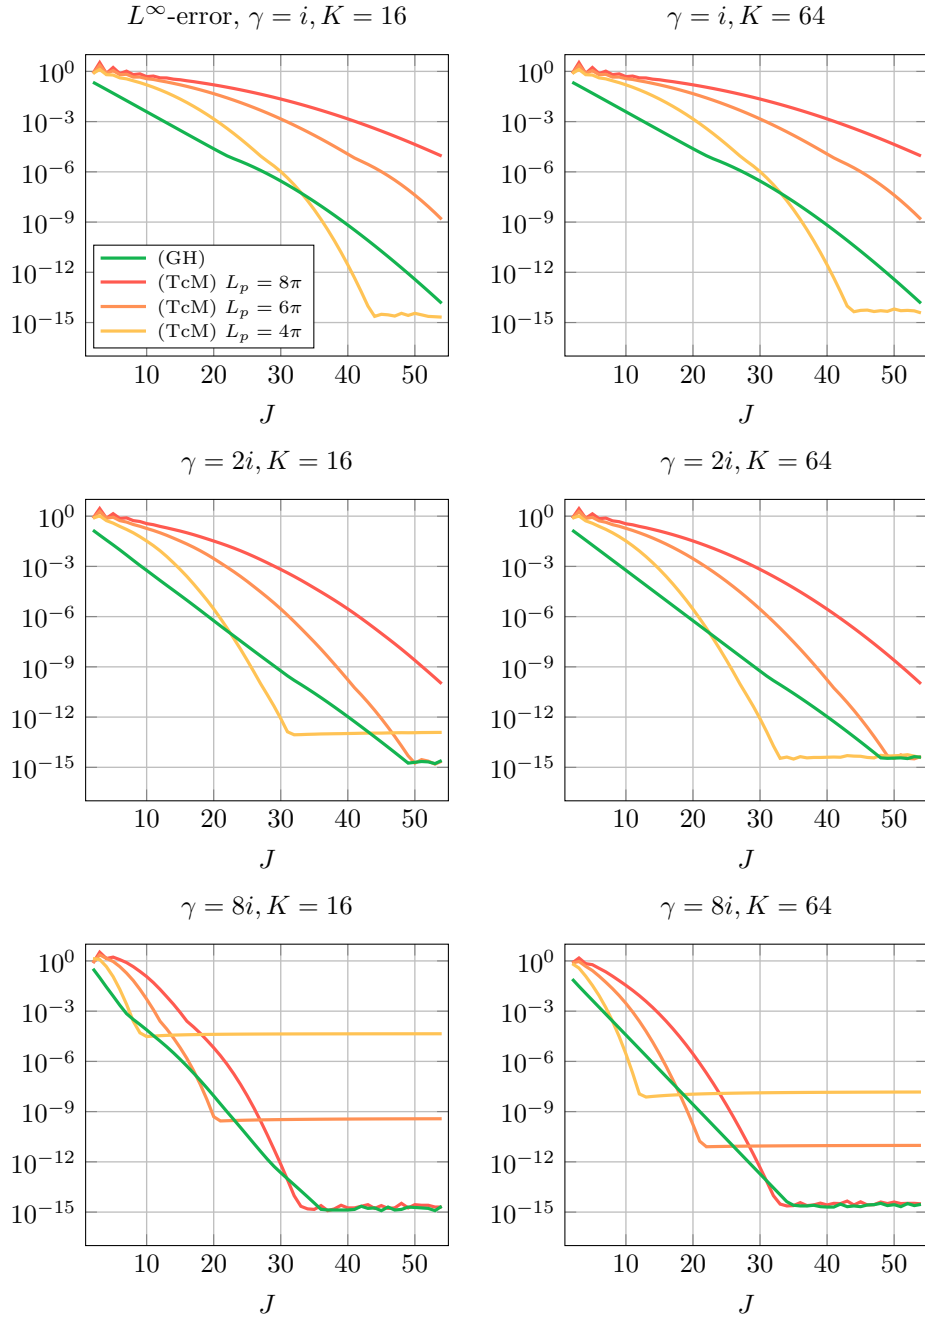 L^∞-error, γ = i, K = 16
10^0
10^−3
10^−6
10^−9
10^−12
10^−15
(GH)
(TcM) L_p = 8π
(TcM) L_p = 6π
(TcM) L_p = 4π
10 20 30 40 50
J
γ = i, K = 64
10^0
10^−3
10^−6
10^−9
10^−12
10^−15
10 20 30 40 50
J
γ = 2i, K = 16
10^0
10^−3
10^−6
10^−9
10^−12
10^−15
10 20 30 40 50
J
γ = 2i, K = 64
10^0
10^−3
10^−6
10^−9
10^−12
10^−15
10 20 30 40 50
J
γ = 8i, K = 16
10^0
10^−3
10^−6
10^−9
10^−12
10^−15
10 20 30 40 50
J
γ = 8i, K = 64
10^0
10^−3
10^−6
10^−9
10^−12
10^−15
10 20 30 40 50
J